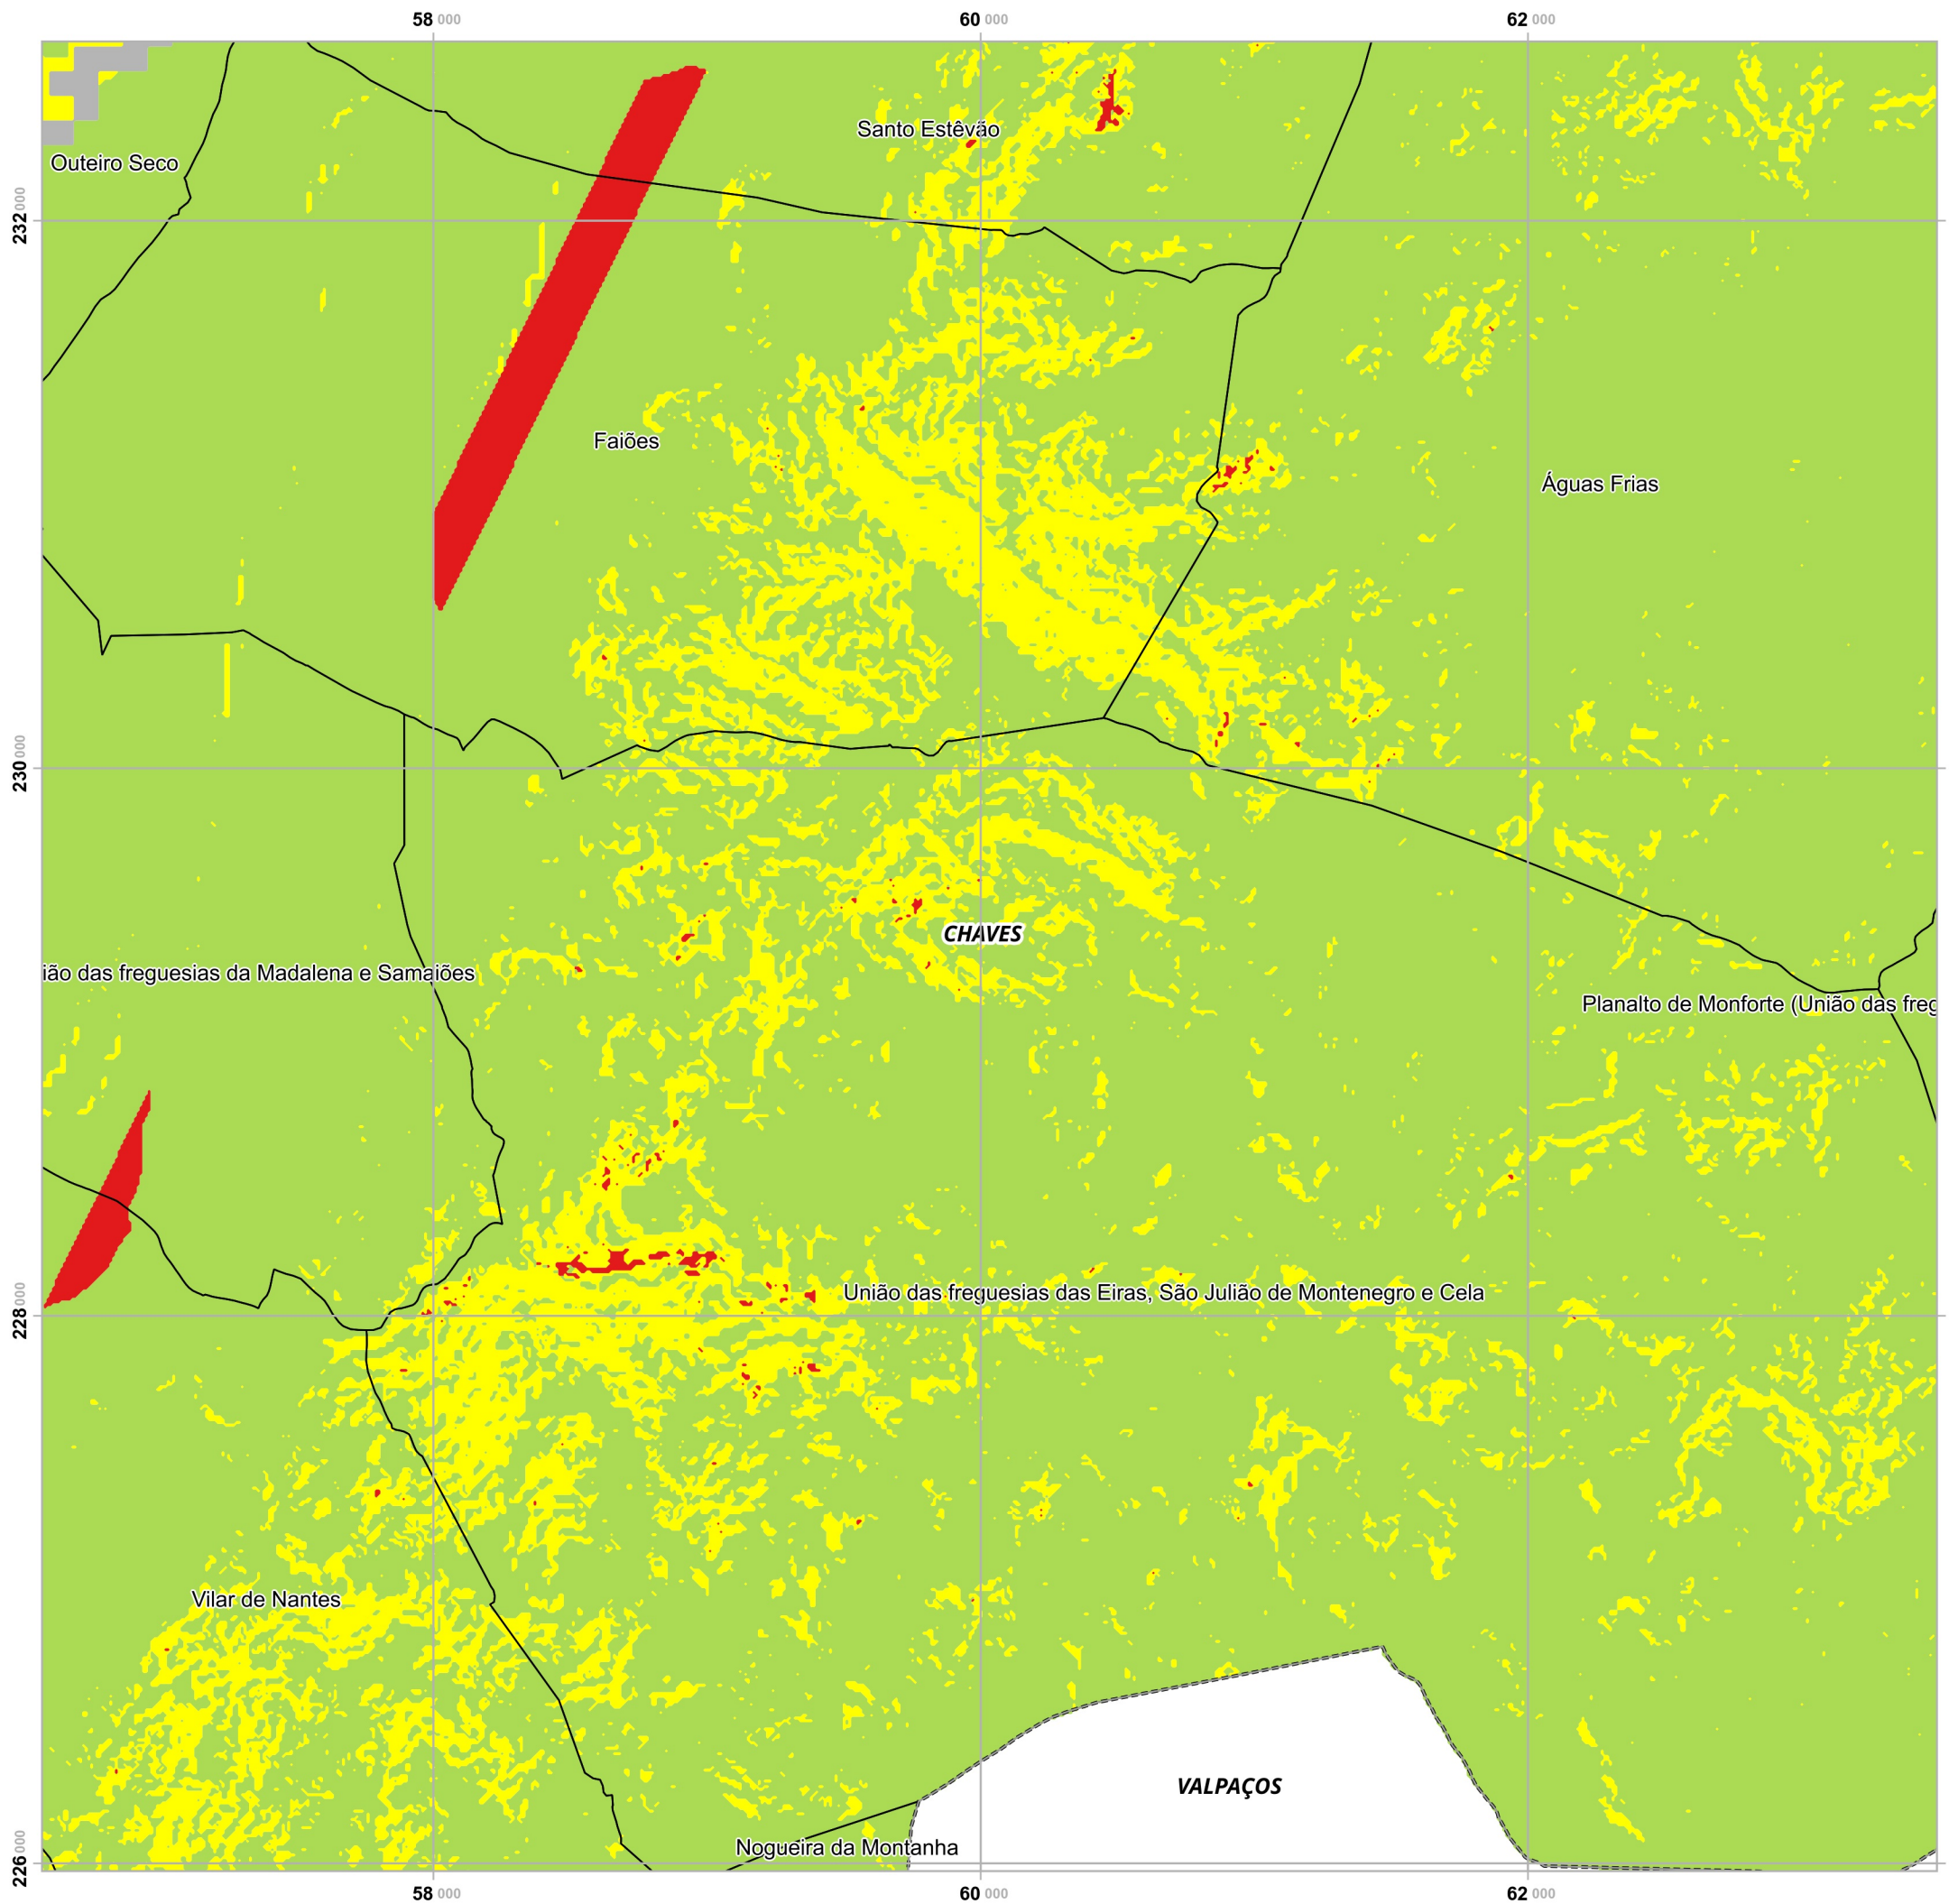 58 000 60 000 62 000
Santo Estêvão
Outeiro Seco
232 000
Faiões
Águas Frias
230 000
CHAVES
ião das freguesias da Madalena e Samaiões
Planalto de Monforte (União das freg
União das freguesias das Eiras, São Julião de Montenegro e Cela
228 000
Vilar de Nantes
VALPAÇOS
Nogueira da Montanha
226 000
58 000 60 000 62 000